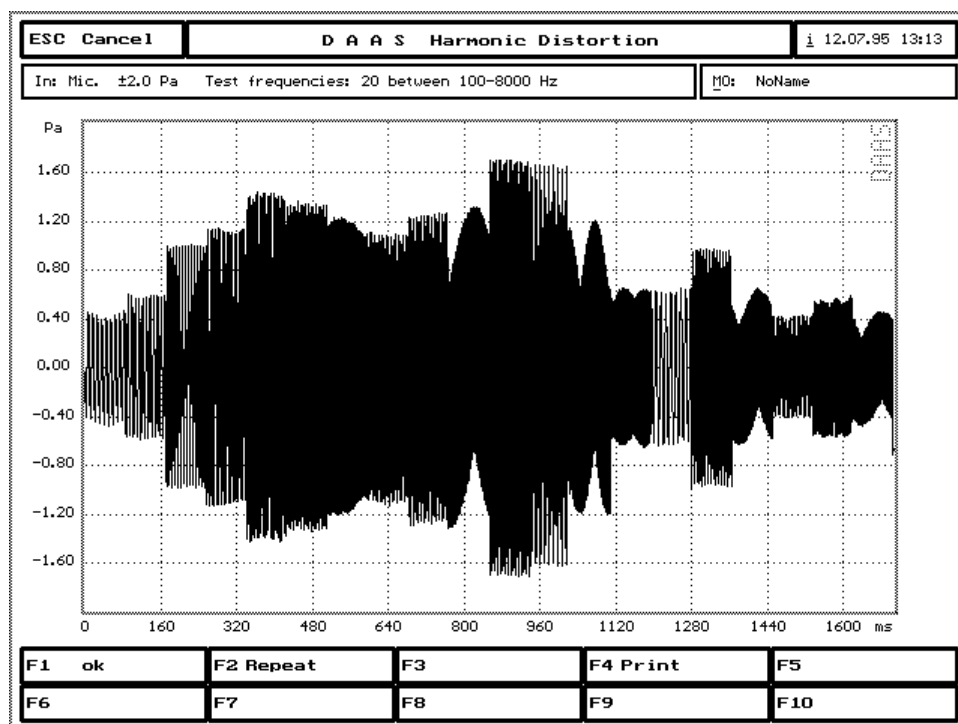 ESC Cancel
D A A S Harmonic Distortion
i 12.07.95 13:13
In: Mic. ±2.0 Pa Test frequencies: 20 between 100-8000 Hz
MO: NoName
Pa
DAAS
1.60
1.20
0.80
0.40
0.00
-0.40
-0.80
-1.20
-1.60
0 160 320 480 640 800 960 1120 1280 1440 1600 ms
F1 ok
F2 Repeat
F3
F4 Print
F5
F6
F7
F8
F9
F10